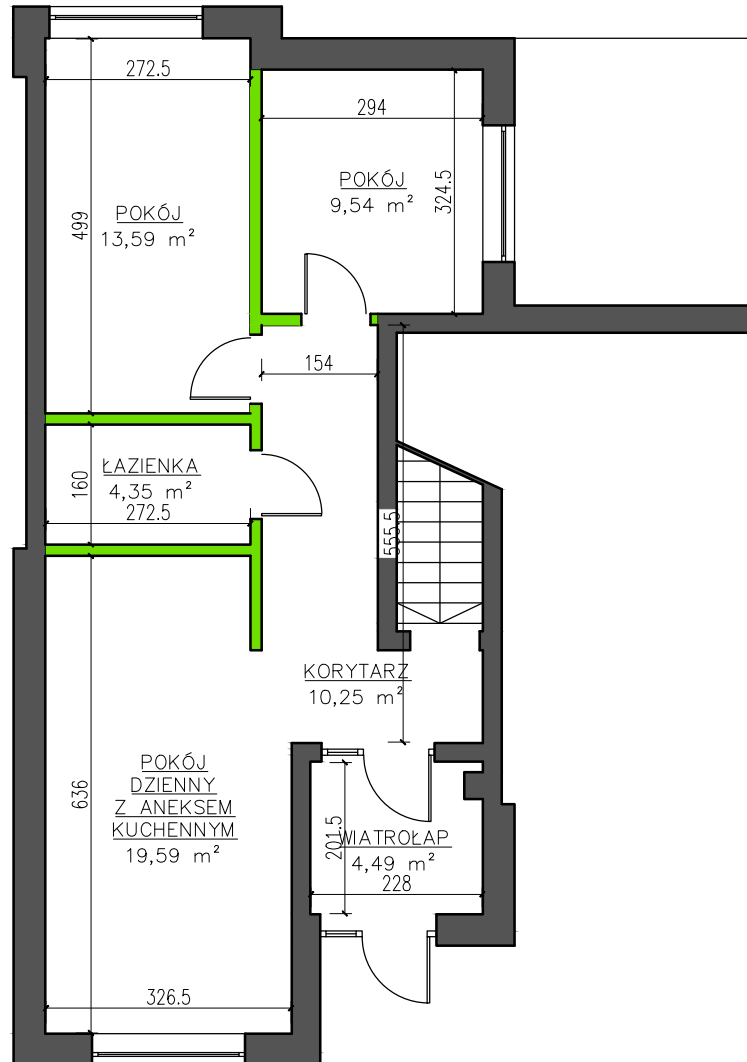 272.5
294
POKÓJ
9,54 m²
324.5
499
POKÓJ
13,59 m²
154
ŁAZIENKA
4,35 m²
160
272.5
555.5
KORYTARZ
10,25 m²
POKÓJ
DZIENNY
Z ANEKSEM
KUCHENNYM
19,59 m²
636
201.5
WIATROŁAP
4,49 m²
228
326.5